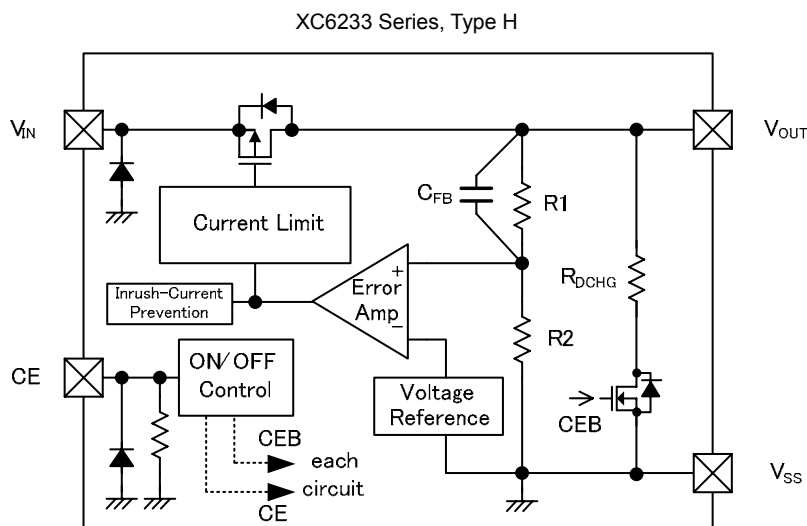 XC6233 Series, Type H
VIN
VOUT
CFB
R1
Current Limit
RDCHG
+
Error
Amp
−
Inrush-Current
Prevention
R2
CE
ON/OFF
Control
Voltage
Reference
CEB
CEB
each
circuit
CE
VSS